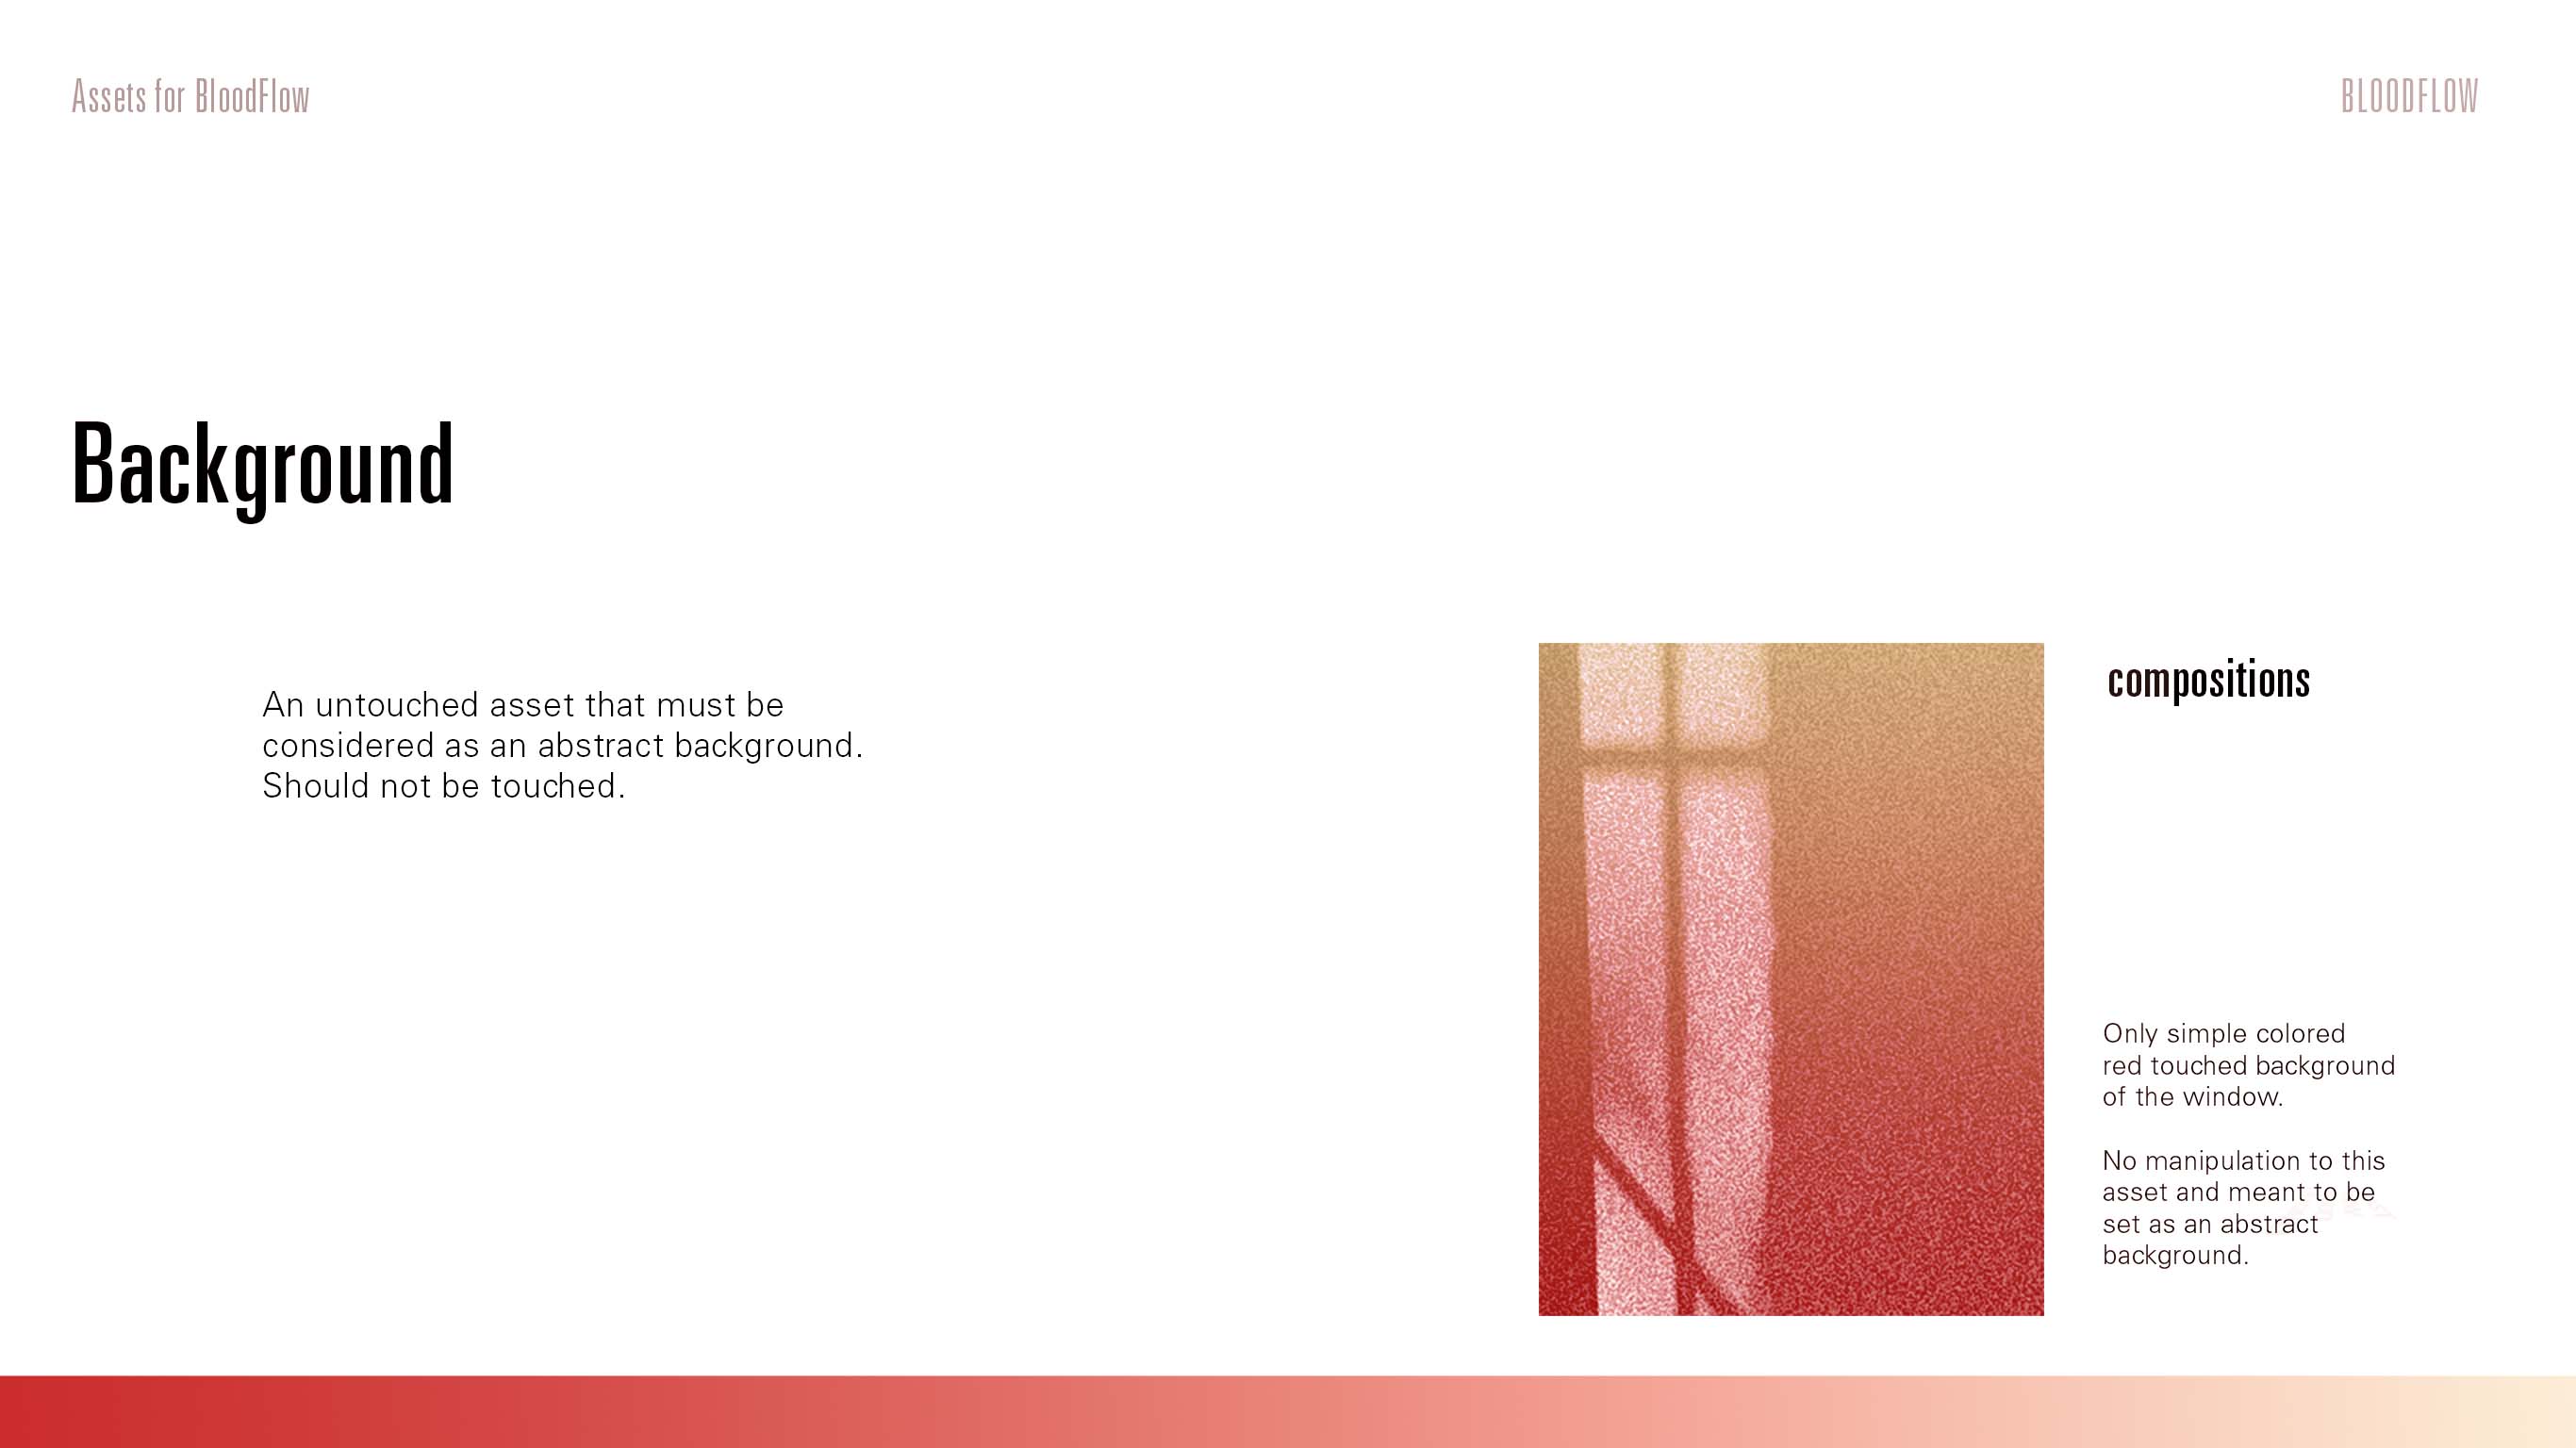 Assets for BloodFlow
BLOODFLOW
Background
An untouched asset that must be
considered as an abstract background.
Should not be touched.
compositions
Only simple colored
red touched background
of the window.
No manipulation to this
asset and meant to be
set as an abstract
background.